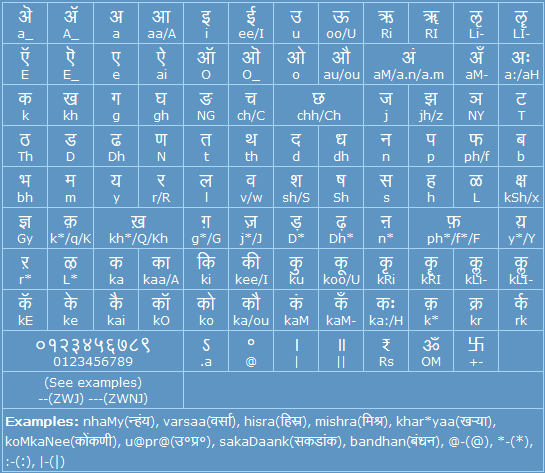 ऎ ॲ अ आ इ ई उ ऊ ऋ ॠ ऌ ॡ
a_ A_ a aa/A i ee/I u oo/U Ri RI Li- LI-
ऍ ऎ ए ऐ ऑ ऒ ओ औ अं अँ अः
E E_ e ai O O_ o au/ou aM/a.n/a.m aM- a:/aH
क ख ग घ ङ च छ ज झ ञ ट
k kh g gh NG ch/C chh/Ch j jh/z NY T
ठ ड ढ ण त थ द ध न प फ ब
Th D Dh N t th d dh n p ph/f b
भ म य र ल व श ष स ह ळ क्ष
bh m y r/R l v/w sh/S Sh s h L kSh/x
ज्ञ क़ ख़ ग़ ज़ ड़ ढ़ ऩ फ़ य़
Gy k*/q/K kh*/Q/Kh g*/G j*/J D* Dh* n* ph*/f*/F y*/Y
ऱ ऴ क का कि की कु कू कृ कॄ कॢ कॣ
r* L* ka kaa/A ki kee/I ku koo/U kRi kRI kLi- kLI-
कॅ के कै कॉ को कौ कं कँ कः क़ क्र र्क
kE ke kai kO ko ka/ou kaM kaM- ka:/H k* kr rk
०१२३४५६७८९ ऽ ॰ । ॥ ₹ ॐ 卐
0123456789 .a @ | || Rs OM +-
(See examples)
--(ZWJ) ---(ZWNJ)
Examples: nhaMy(न्हंय), varsaa(वर्सा), hisra(हिस्र), mishra(मिश्र), khar*yaa(खऱ्या),
koMkaNee(कोंकणी), u@pr@(उ॰प्र॰), sakaDaank(सकडांक), bandhan(बंधन), @-(@), *-(*),
:-(:), |-(|)